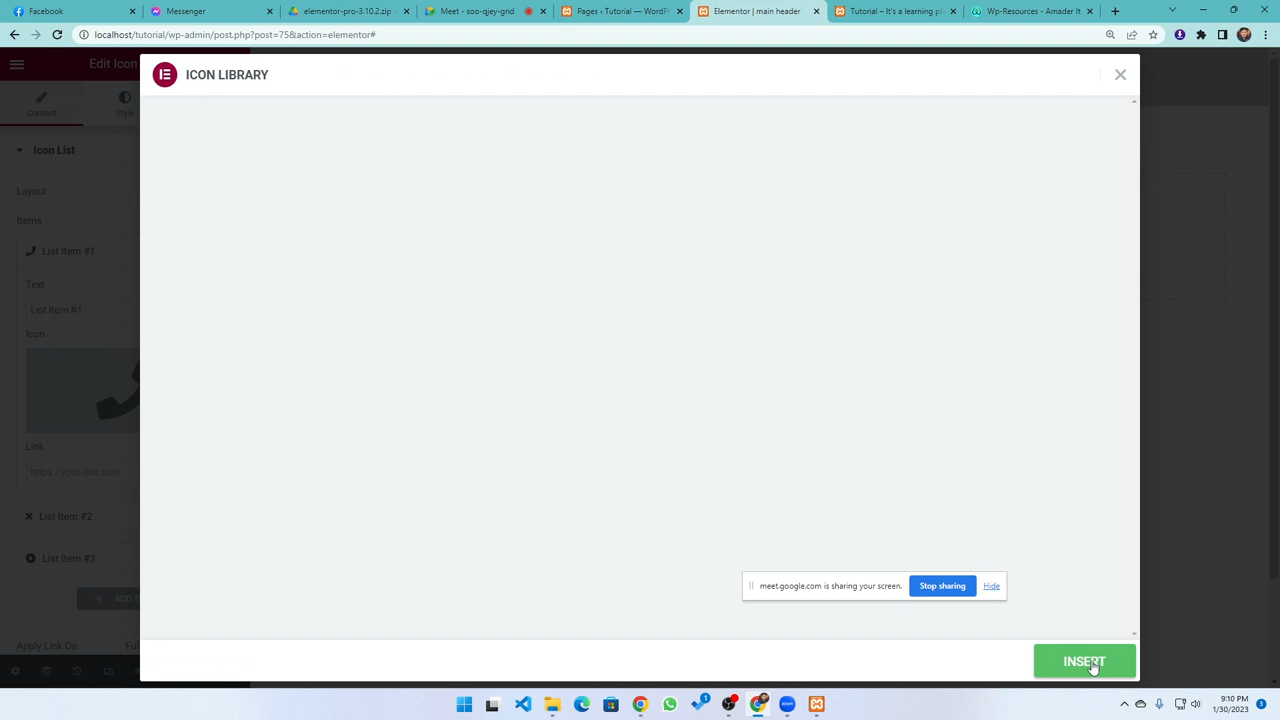 Facebook
Messenger
elementor-pro-3.10.2.zip -
Meet - soo-qjey-gnd
Pages ‹ Tutorial — WordP
Elementor | main header
Tutorial – It's a learning pla
Wp-Resources - Amader It
localhost/tutorial/wp-admin/post.php?post=75&action=elementor#
Edit Icon
ICON LIBRARY
Content
Style
Icon List
Layout
Items
List Item #1
Text
List Item #1
Icon
Link
https://your-link.com
List Item #2
List Item #3
ADD
Apply Link On
meet.google.com is sharing your screen.
Stop sharing
Hide
INSERT
1
9:10 PM
1/30/2023
3